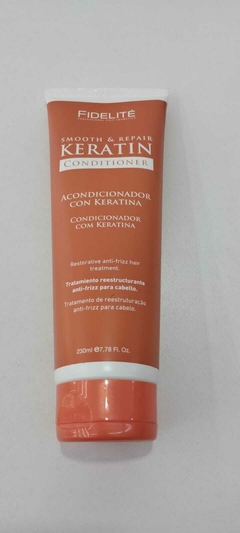 FIDELITÉ
SMOOTH & REPAIR
KERATIN
CONDITIONER
ACONDICIONADOR
CON KERATINA
CONDICIONADOR
COM KERATINA
Restorative anti-frizz hair
treatment.
Tratamiento reestructurante
anti-frizz para cabello.
Tratamento de reestruturação
anti-frizz para cabelo.
230ml ℮7,78 Fl. Oz.